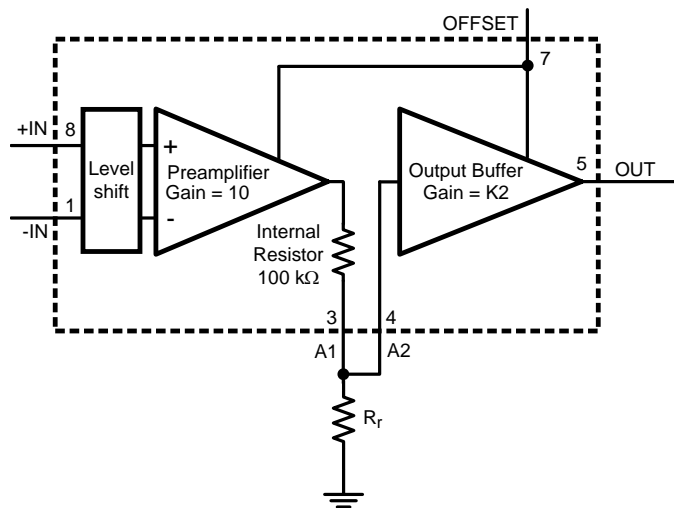 OFFSET
7
+IN
8
Level
shift
+
-
Preamplifier
Gain = 10
Output Buffer
Gain = K2
5
OUT
1
-IN
Internal
Resistor
100 kΩ
3
4
A1
A2
Rr